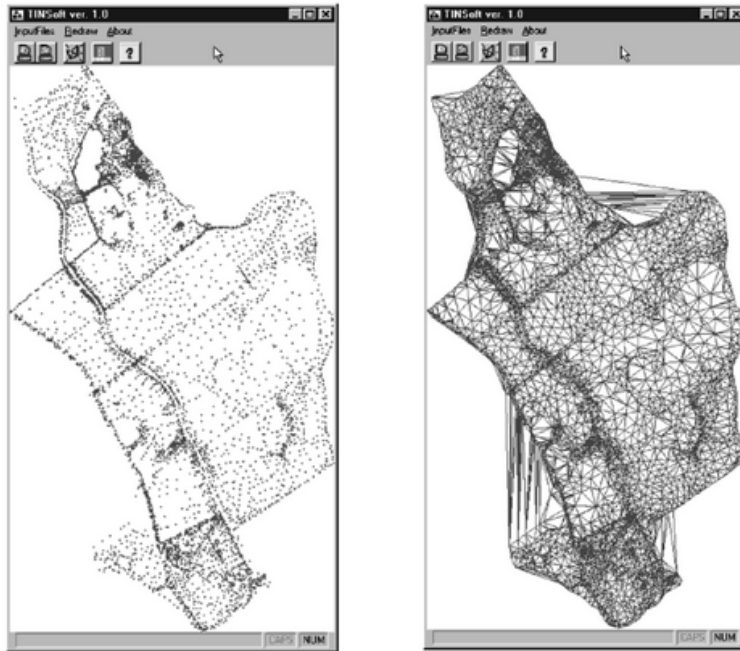 TINSoft ver. 1.0
InputFiles Redraw About
?
CAPS NUM
TINSoft ver. 1.0
InputFiles Redraw About
?
CAPS NUM